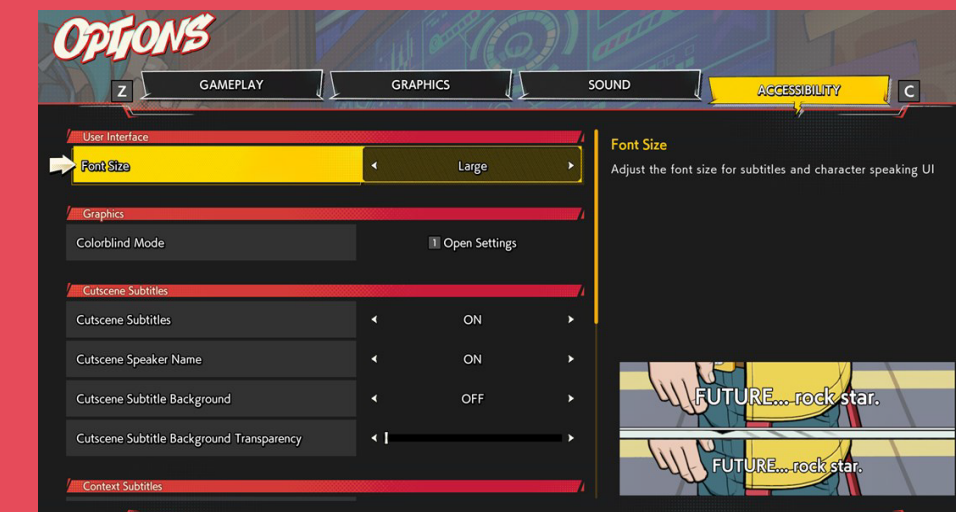 OPTIONS
Z GAMEPLAY GRAPHICS SOUND ACCESSIBILITY C
User Interface
Font Size Large
Graphics
Colorblind Mode 1 Open Settings
Cutscene Subtitles
Cutscene Subtitles ON
Cutscene Speaker Name ON
Cutscene Subtitle Background OFF
Cutscene Subtitle Background Transparency
Context Subtitles
Font Size
Adjust the font size for subtitles and character speaking UI
FUTURE... rock star.
FUTURE... rock star.